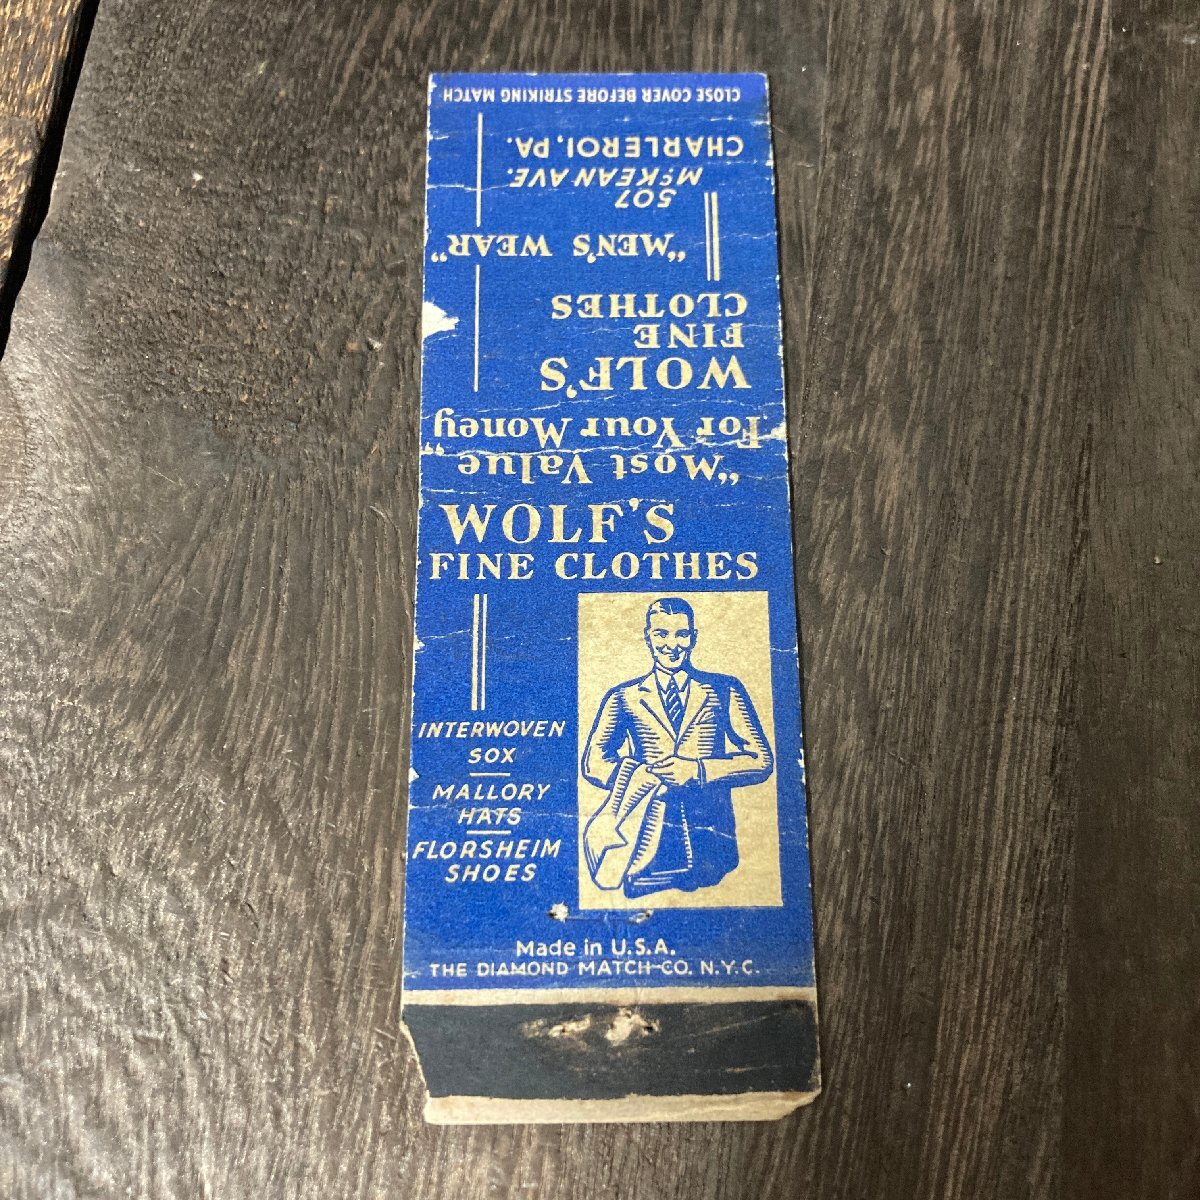 WOLF'S
FINE CLOTHES
INTERWOVEN
SOX
MALLORY
HATS
FLORSHEIM
SHOES
Made in U.S.A.
THE DIAMOND MATCH CO. N.Y.C.
"Most Value
For Your Money"
WOLF'S
FINE
CLOTHES
"MEN'S WEAR"
507
McKEAN AVE.
CHARLEROI, PA.
CLOSE COVER BEFORE STRIKING MATCH